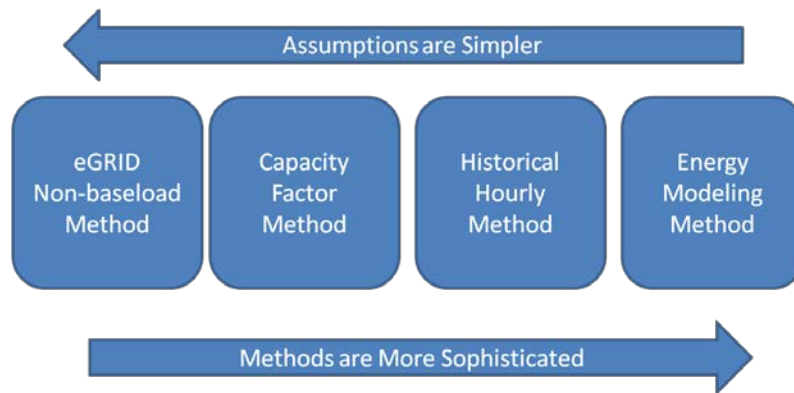 Assumptions are Simpler
eGRID
Non-baseload
Method
Capacity
Factor
Method
Historical
Hourly
Method
Energy
Modeling
Method
Methods are More Sophisticated